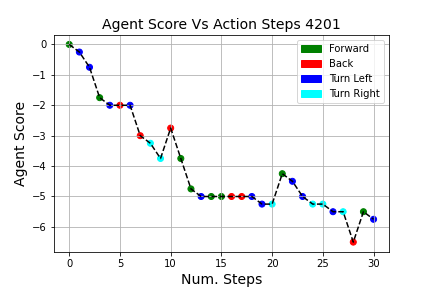 Agent Score Vs Action Steps 4201
Forward
Back
Turn Left
Turn Right
Agent Score
0
−1
−2
−3
−4
−5
−6
0 5 10 15 20 25 30
Num. Steps